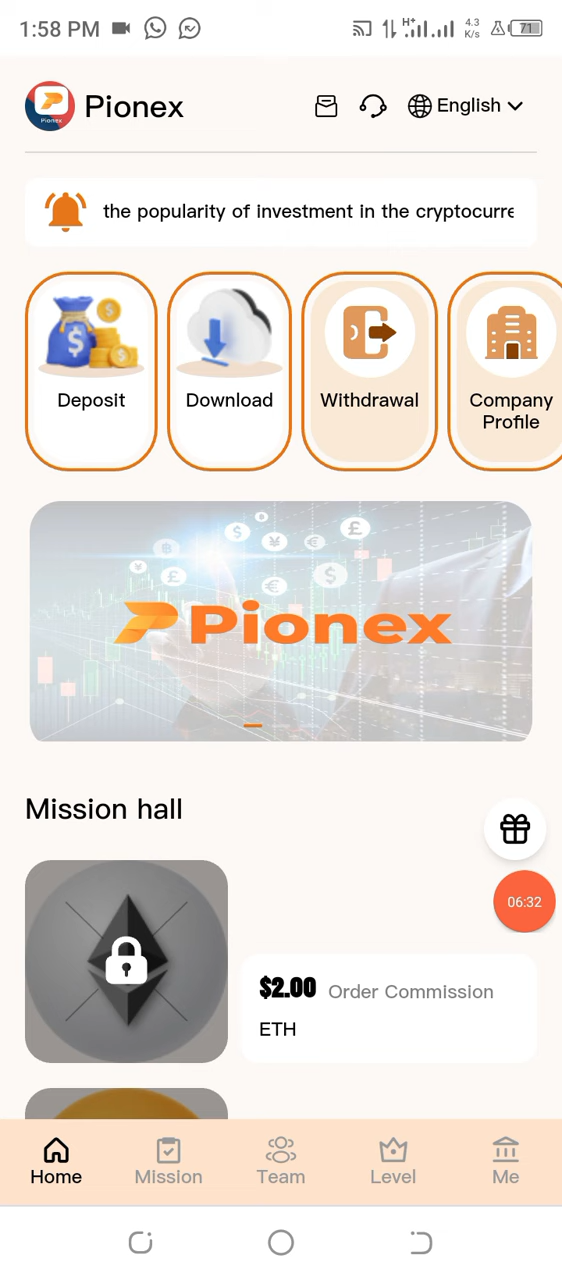 1:58 PM
H+
4.3
K/s
71
Pionex
Pionex
English
the popularity of investment in the cryptocurre
Deposit
Download
Withdrawal
Company
Profile
Pionex
Mission hall
06:32
$2.00 Order Commission
ETH
Home
Mission
Team
Level
Me